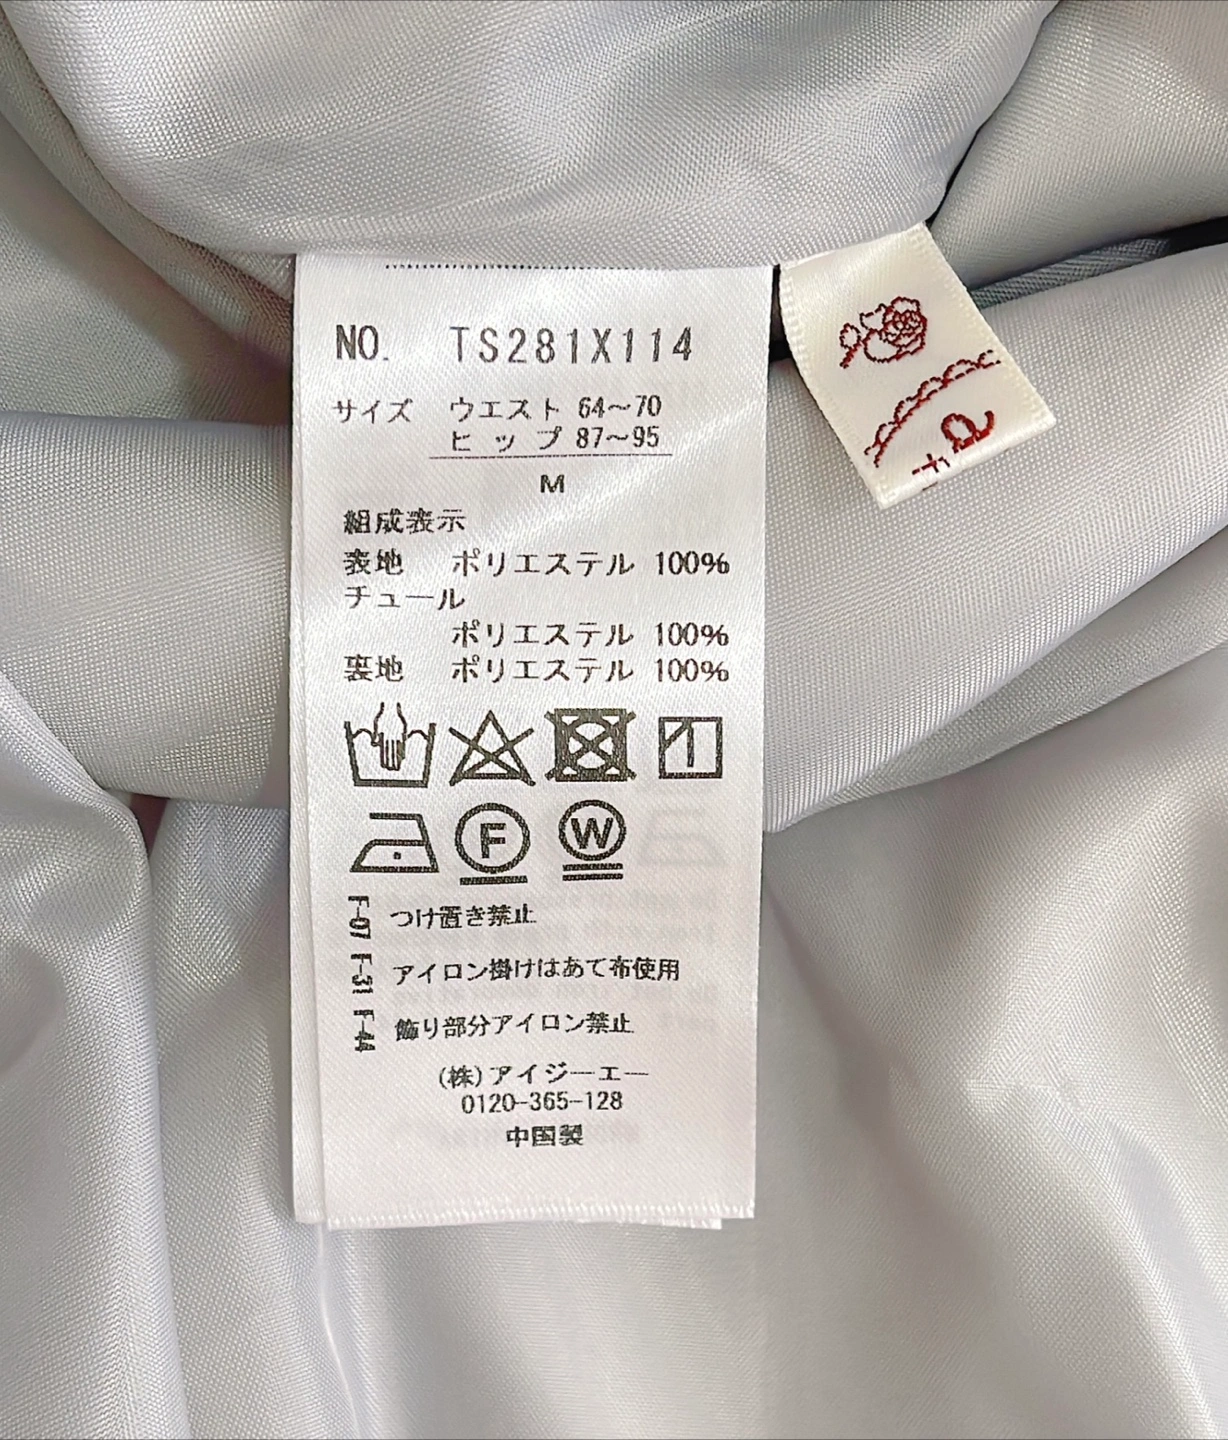 NO. TS281X114
サイズ ウエスト 64～70
ヒップ 87～95
M
組成表示
表地 ポリエステル 100%
チュール
ポリエステル 100%
裏地 ポリエステル 100%
F
W
F-07 つけ置き禁止
F-31 アイロン掛けはあて布使用
F-44 飾り部分アイロン禁止
(株)アイジーエー
0120-365-128
中国製